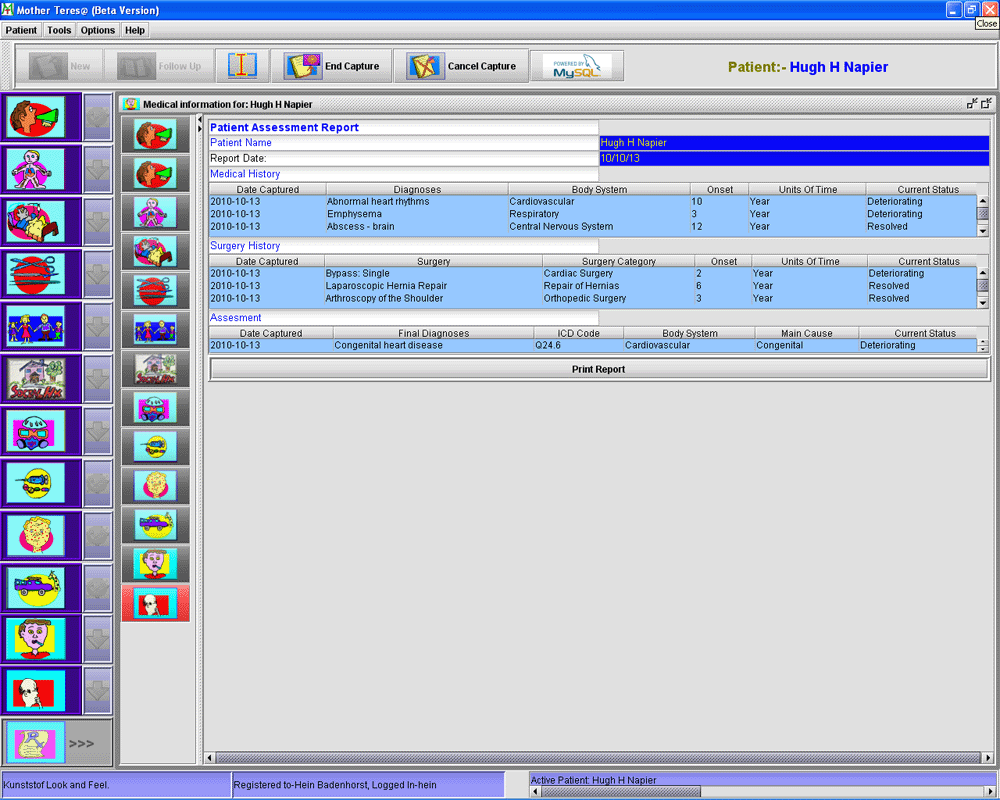 Mother Teres@ (Beta Version)
Close
Patient Tools Options Help
New Follow Up End Capture Cancel Capture POWERED BY MySQL Patient:- Hugh H Napier
Medical information for: Hugh H Napier
Patient Assessment Report
Patient Name Hugh H Napier
Report Date: 10/10/13
Medical History
Date Captured Diagnoses Body System Onset Units Of Time Current Status
2010-10-13 Abnormal heart rhythms Cardiovascular 10 Year Deteriorating
2010-10-13 Emphysema Respiratory 3 Year Deteriorating
2010-10-13 Abscess - brain Central Nervous System 12 Year Resolved
Surgery History
Date Captured Surgery Surgery Category Onset Units Of Time Current Status
2010-10-13 Bypass: Single Cardiac Surgery 2 Year Deteriorating
2010-10-13 Laparoscopic Hernia Repair Repair of Hernias 6 Year Resolved
2010-10-13 Arthroscopy of the Shoulder Orthopedic Surgery 3 Year Resolved
Assesment
Date Captured Final Diagnoses ICD Code Body System Main Cause Current Status
2010-10-13 Congenital heart disease Q24.6 Cardiovascular Congenital Deteriorating
Print Report
>>>
Kunststof Look and Feel. Registered to-Hein Badenhorst, Logged In-hein Active Patient: Hugh H Napier